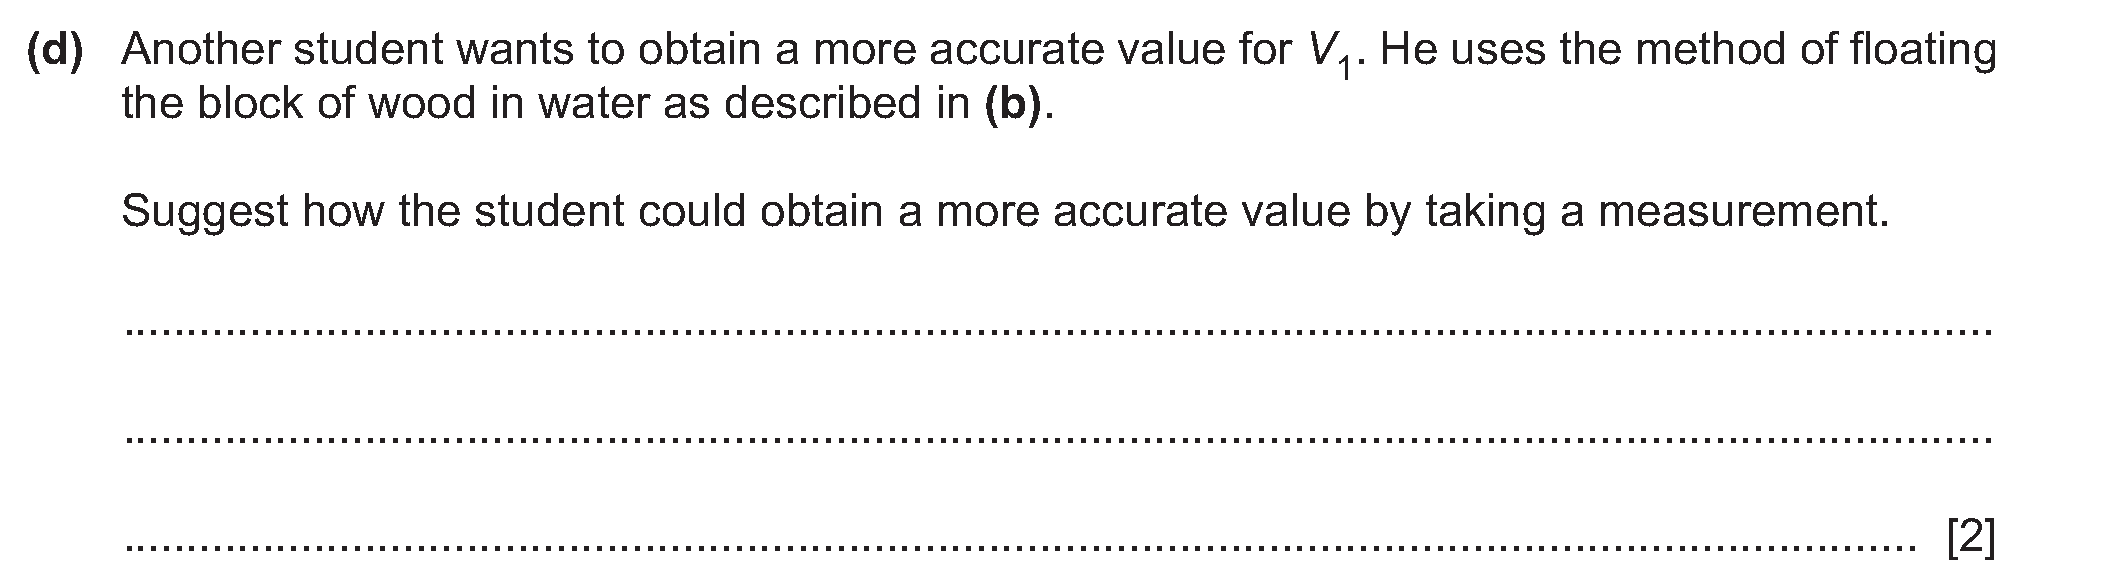 (d) Another student wants to obtain a more accurate value for V1. He uses the method of floating
the block of wood in water as described in (b).
Suggest how the student could obtain a more accurate value by taking a measurement.
...................................................................................................................................................
...................................................................................................................................................
............................................................................................................................................. [2]